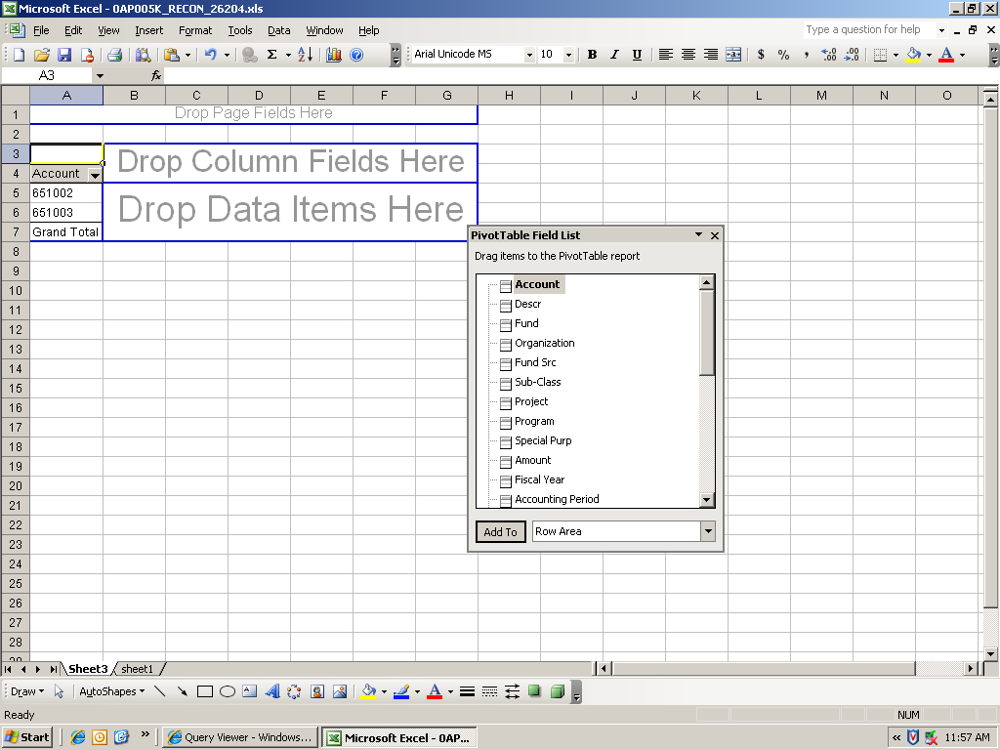 Microsoft Excel - 0AP005K_RECON_26204.xls
File Edit View Insert Format Tools Data Window Help Type a question for help
Arial Unicode MS 10 B I U $ % ,
A3 fx
A B C D E F G H I J K L M N O
1 Drop Page Fields Here
2
3 Drop Column Fields Here
4 Account
5 651002
6 651003 Drop Data Items Here
7 Grand Total
8
9
10
11
12
13
14
15
16
17
18
19
20
21
22
23
24
25
26
27
28
29
PivotTable Field List
Drag items to the PivotTable report
Account
Descr
Fund
Organization
Fund Src
Sub-Class
Project
Program
Special Purp
Amount
Fiscal Year
Accounting Period
Add To Row Area
Sheet3 sheet1
Draw AutoShapes
Ready NUM
Start Query Viewer - Windows... Microsoft Excel - 0AP... 11:57 AM